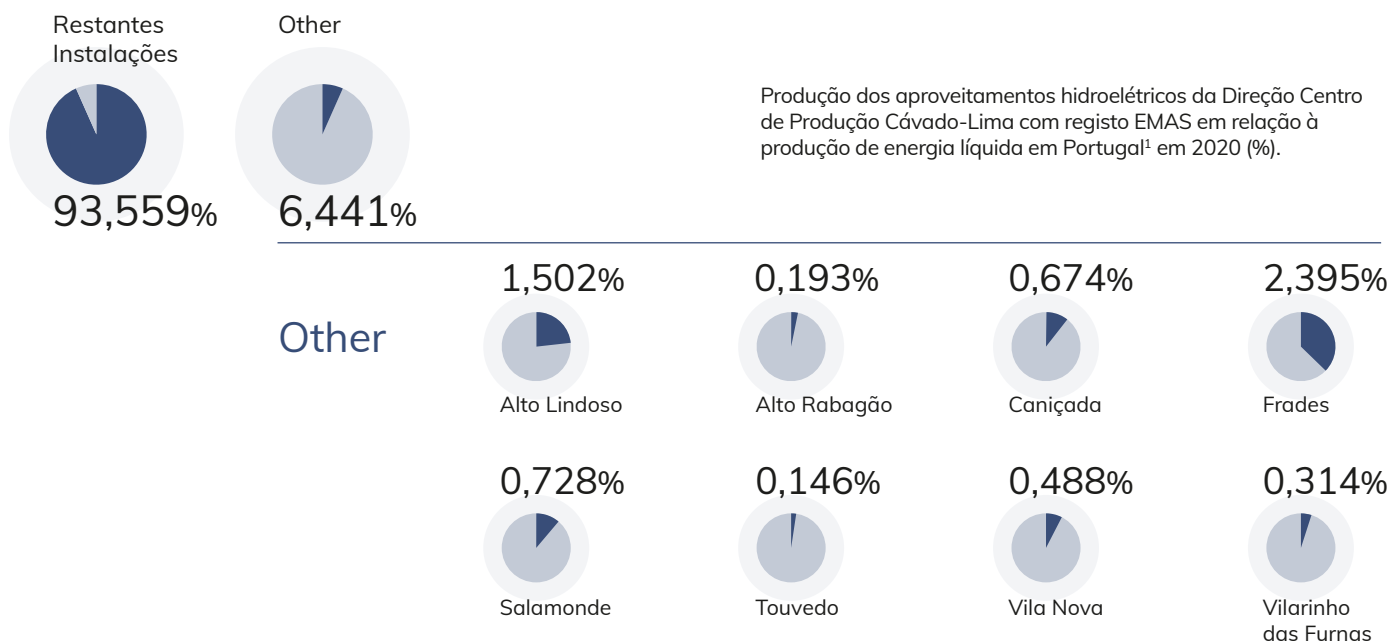 Restantes
Instalações
93,559%
Other
6,441%
Produção dos aproveitamentos hidroelétricos da Direção Centro
de Produção Cávado-Lima com registo EMAS em relação à
produção de energia líquida em Portugal¹ em 2020 (%).
Other
1,502%
Alto Lindoso
0,193%
Alto Rabagão
0,674%
Caniçada
2,395%
Frades
0,728%
Salamonde
0,146%
Touvedo
0,488%
Vila Nova
0,314%
Vilarinho
das Furnas